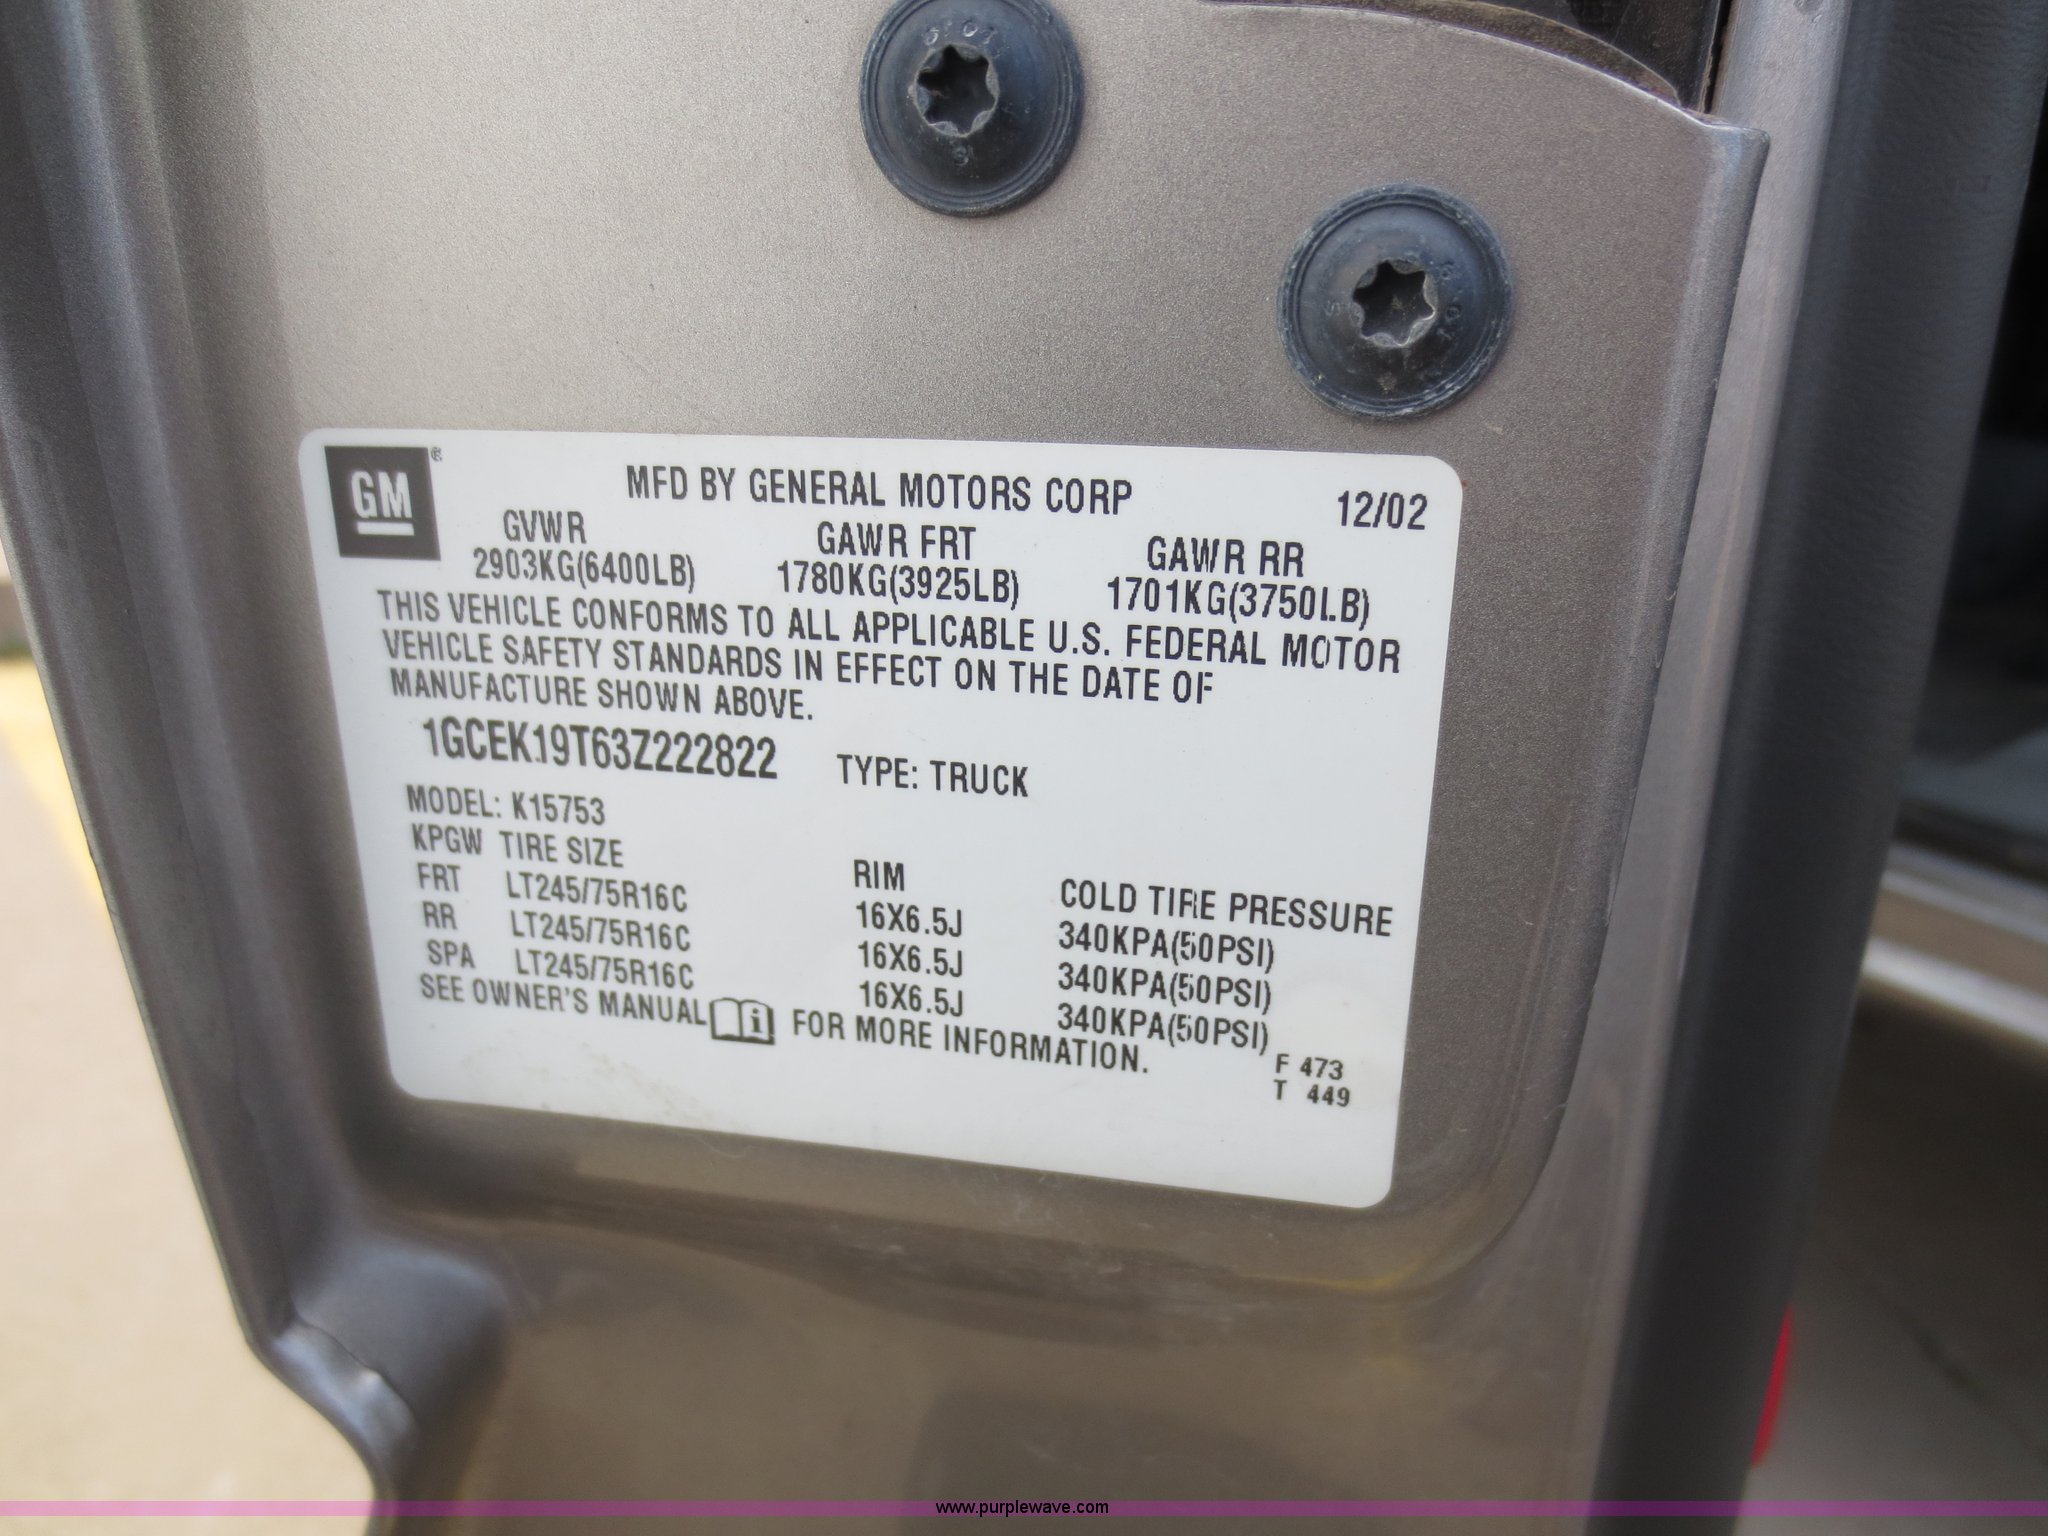 GM
MFD BY GENERAL MOTORS CORP 12/02
GVWR GAWR FRT GAWR RR
2903KG(6400LB) 1780KG(3925LB) 1701KG(3750LB)
THIS VEHICLE CONFORMS TO ALL APPLICABLE U.S. FEDERAL MOTOR
VEHICLE SAFETY STANDARDS IN EFFECT ON THE DATE OF
MANUFACTURE SHOWN ABOVE.
1GCEK19T63Z222822 TYPE: TRUCK
MODEL: K15753
KPGW TIRE SIZE RIM COLD TIRE PRESSURE
FRT LT245/75R16C 16X6.5J 340KPA(50PSI)
RR LT245/75R16C 16X6.5J 340KPA(50PSI)
SPA LT245/75R16C 16X6.5J 340KPA(50PSI)
SEE OWNER'S MANUAL i FOR MORE INFORMATION.
F 473
T 449
www.purplewave.com